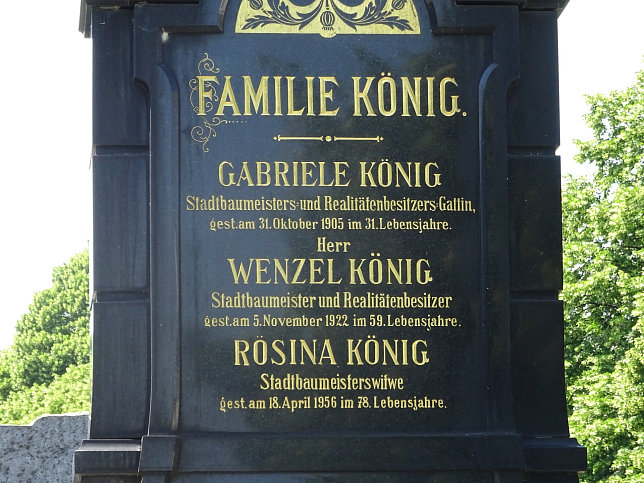 FAMILIE KÖNIG.
GABRIELE KÖNIG
Stadtbaumeisters-und Realitätenbesitzers-Gattin,
gest. am 31. Oktober 1905 im 31. Lebensjahre.
Herr
WENZEL KÖNIG
Stadtbaumeister und Realitätenbesitzer
gest. am 5. November 1922 im 59. Lebensjahre.
RÖSINA KÖNIG
Stadtbaumeisterswitwe
gest. am 18. April 1956 im 78. Lebensjahre.